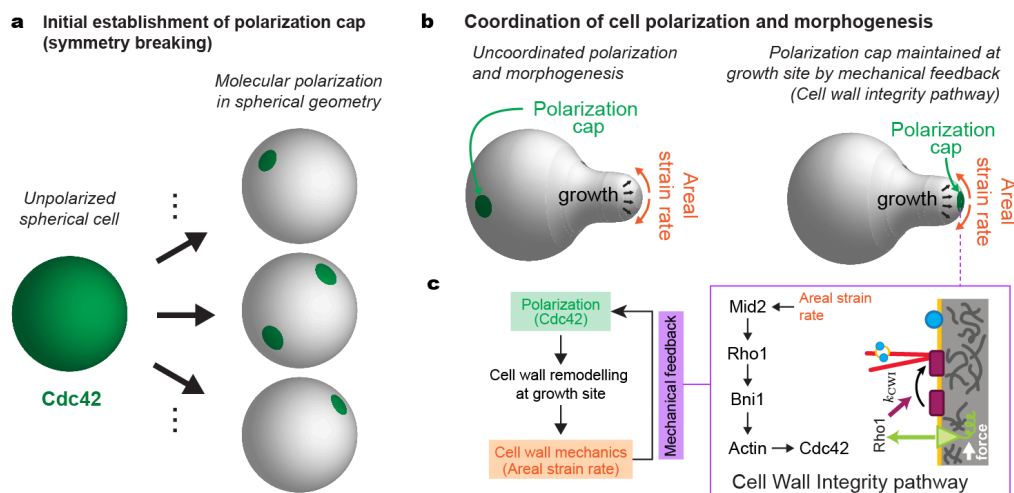 a Initial establishment of polarization cap
(symmetry breaking)
Molecular polarization
in spherical geometry
Unpolarized
spherical cell
Cdc42
b Coordination of cell polarization and morphogenesis
Uncoordinated polarization
and morphogenesis
Polarization
cap
growth
Areal
strain rate
Polarization cap maintained at
growth site by mechanical feedback
(Cell wall integrity pathway)
Polarization
cap
growth
Areal
strain rate
c
Polarization
(Cdc42)
Cell wall remodelling
at growth site
Cell wall mechanics
(Areal strain rate)
Mechanical feedback
Mid2
Areal strain
rate
Rho1
Bni1
Actin
Cdc42
kCWI
Rho1
force
Cell Wall Integrity pathway